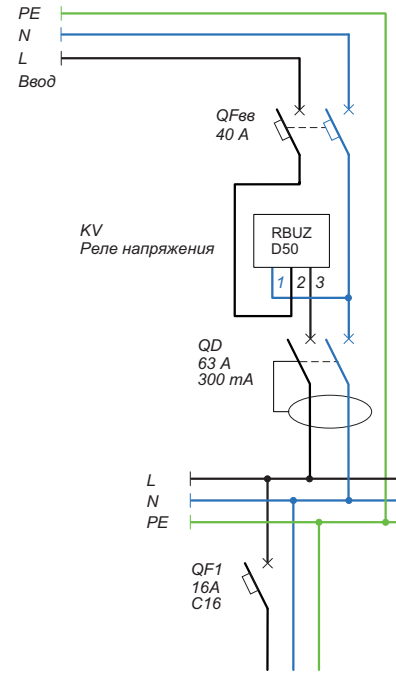 PE
N
L
Ввод
QFвв
40 А
KV
Реле напряжения
RBUZ
D50
1 2 3
QD
63 А
300 mA
L
N
PE
QF1
16А
C16